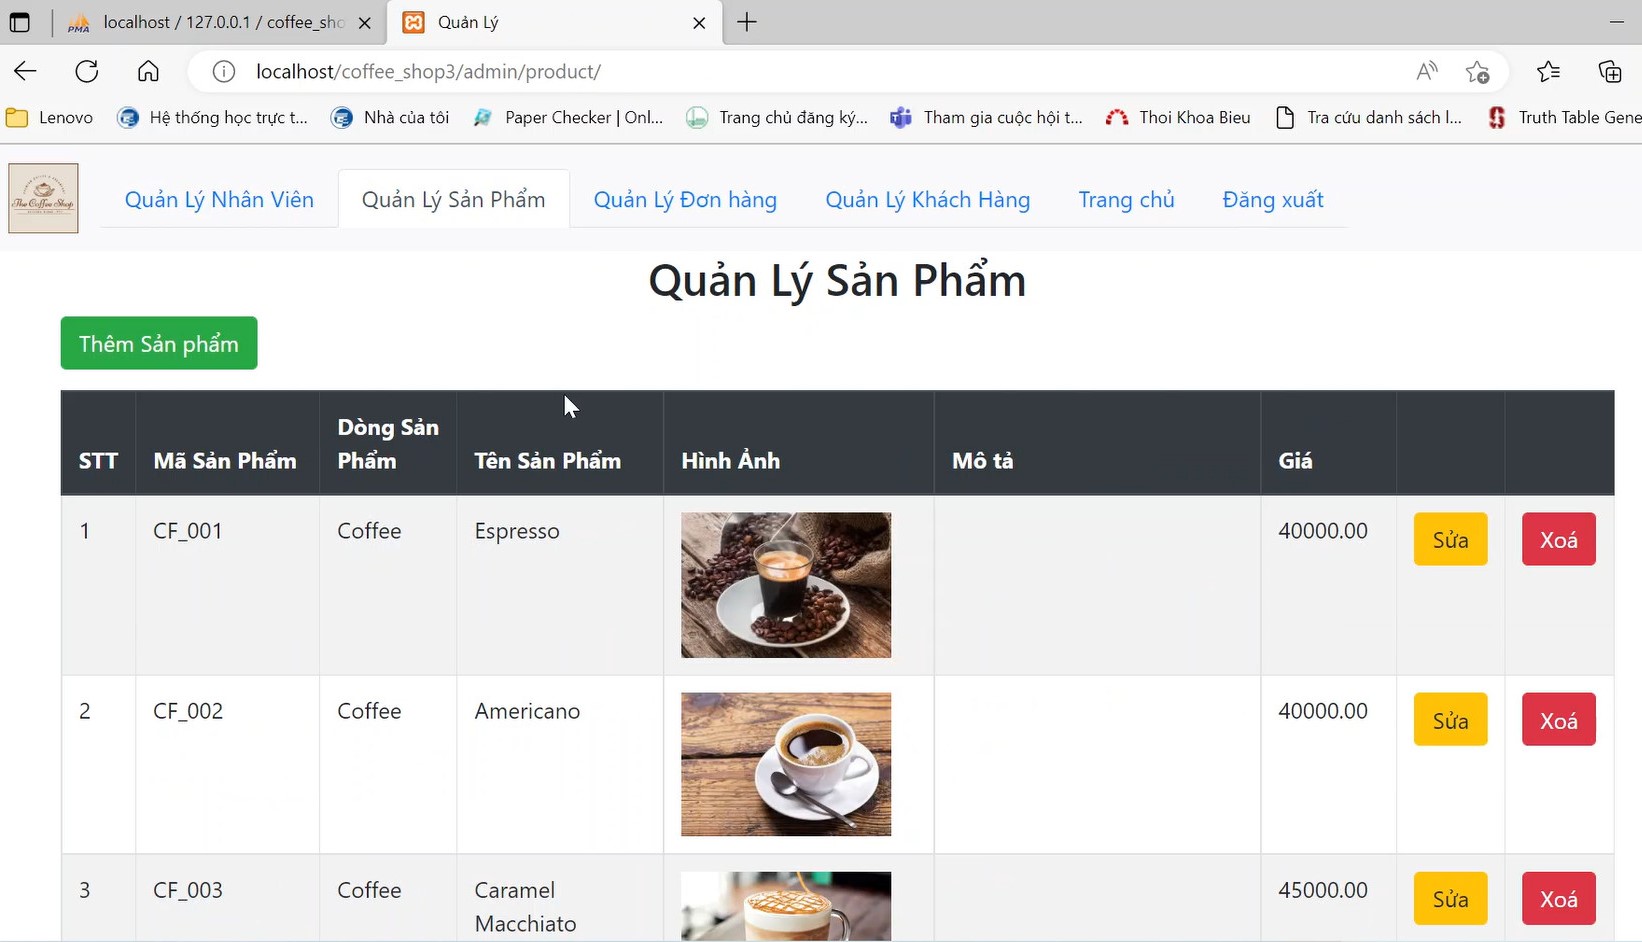 PMA localhost / 127.0.0.1 / coffee_sho
Quản Lý
localhost/coffee_shop3/admin/product/
Lenovo Hệ thống học trực t... Nhà của tôi Paper Checker | Onl... Trang chủ đăng ký,... Tham gia cuộc hội t... Thoi Khoa Bieu Tra cứu danh sách l... Truth Table Gene
The Coffee Shop
Quản Lý Nhân Viên Quản Lý Sản Phẩm Quản Lý Đơn hàng Quản Lý Khách Hàng Trang chủ Đăng xuất
Quản Lý Sản Phẩm
Thêm Sản phẩm
STT Mã Sản Phẩm Dòng Sản Phẩm Tên Sản Phẩm Hình Ảnh Mô tả Giá
1 CF_001 Coffee Espresso 40000.00 Sửa Xoá
2 CF_002 Coffee Americano 40000.00 Sửa Xoá
3 CF_003 Coffee Caramel Macchiato 45000.00 Sửa Xoá